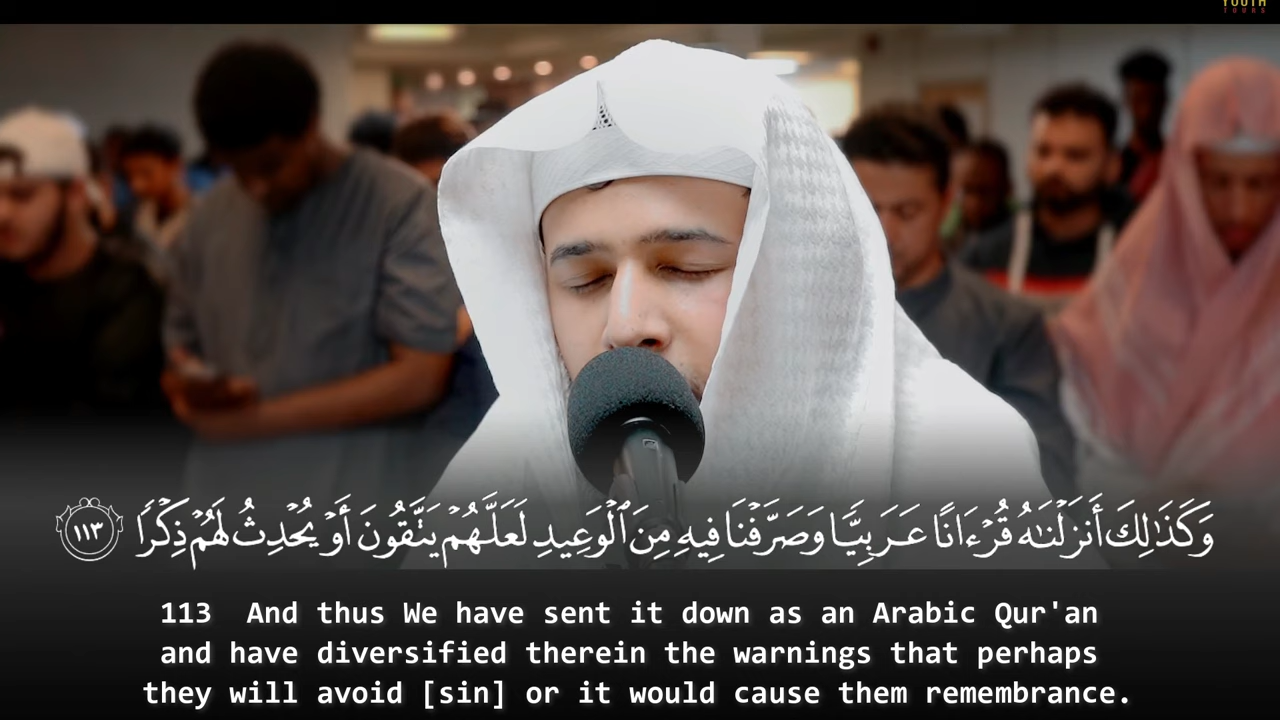 YOUTH
TOURS
وَكَذَٰلِكَ أَنزَلْنَٰهُ قُرْءَانًا عَرَبِيًّا وَصَرَّفْنَا فِيهِ مِنَ ٱلْوَعِيدِ لَعَلَّهُمْ يَتَّقُونَ أَوْ يُحْدِثُ لَهُمْ ذِكْرًا ١١٣
113 And thus We have sent it down as an Arabic Qur'an
and have diversified therein the warnings that perhaps
they will avoid [sin] or it would cause them remembrance.